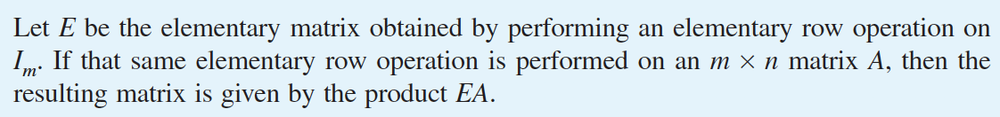 Let E be the elementary matrix obtained by performing an elementary row operation on
Iₘ. If that same elementary row operation is performed on an m × n matrix A, then the
resulting matrix is given by the product EA.